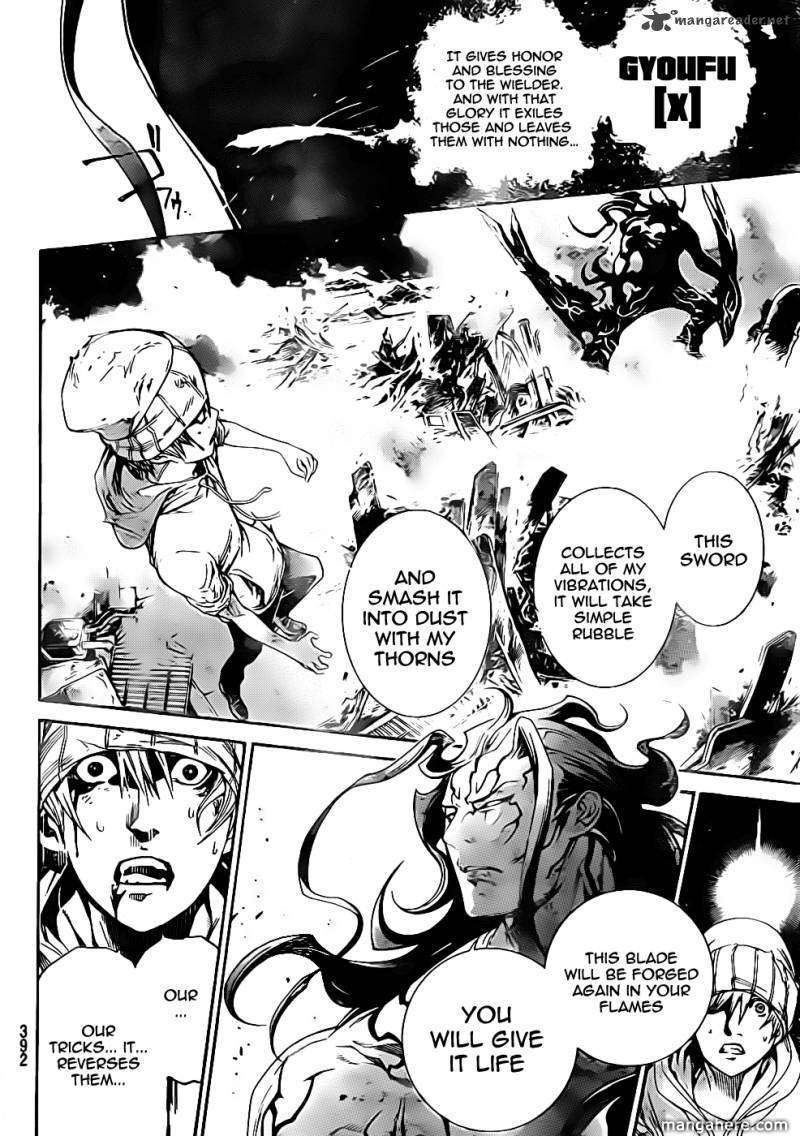 mangareader.net
GYOUFU
[X]
IT GIVES HONOR
AND BLESSING
TO THE WIELDER.
AND WITH THAT
GLORY IT EXILES
THOSE AND LEAVES
THEM WITH NOTHING...
THIS
SWORD
COLLECTS
ALL OF MY
VIBRATIONS,
IT WILL TAKE
SIMPLE
RUBBLE
AND
SMASH IT
INTO DUST
WITH MY
THORNS
THIS BLADE
WILL BE FORGED
AGAIN IN YOUR
FLAMES
YOU
WILL GIVE
IT LIFE
OUR
...
OUR
TRICKS... IT...
REVERSES
THEM...
392
mangahere.com